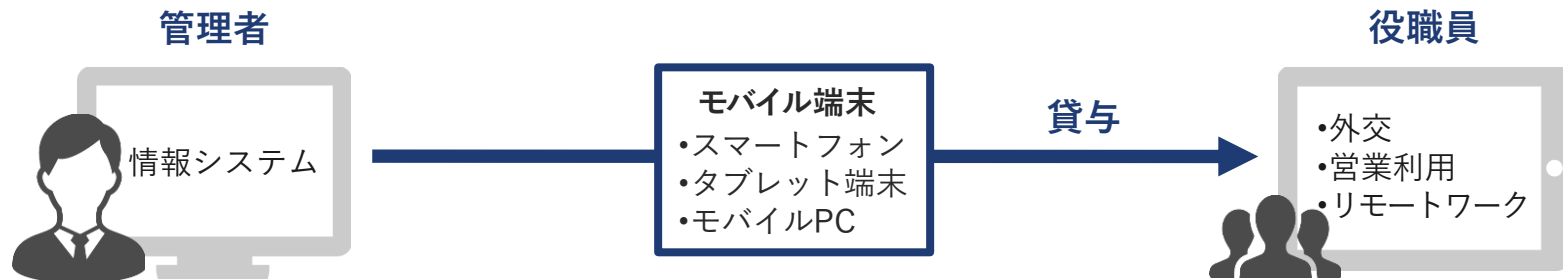 管理者
情報システム
モバイル端末
•スマートフォン
•タブレット端末
•モバイルPC
貸与
役職員
•外交
•営業利用
•リモートワーク